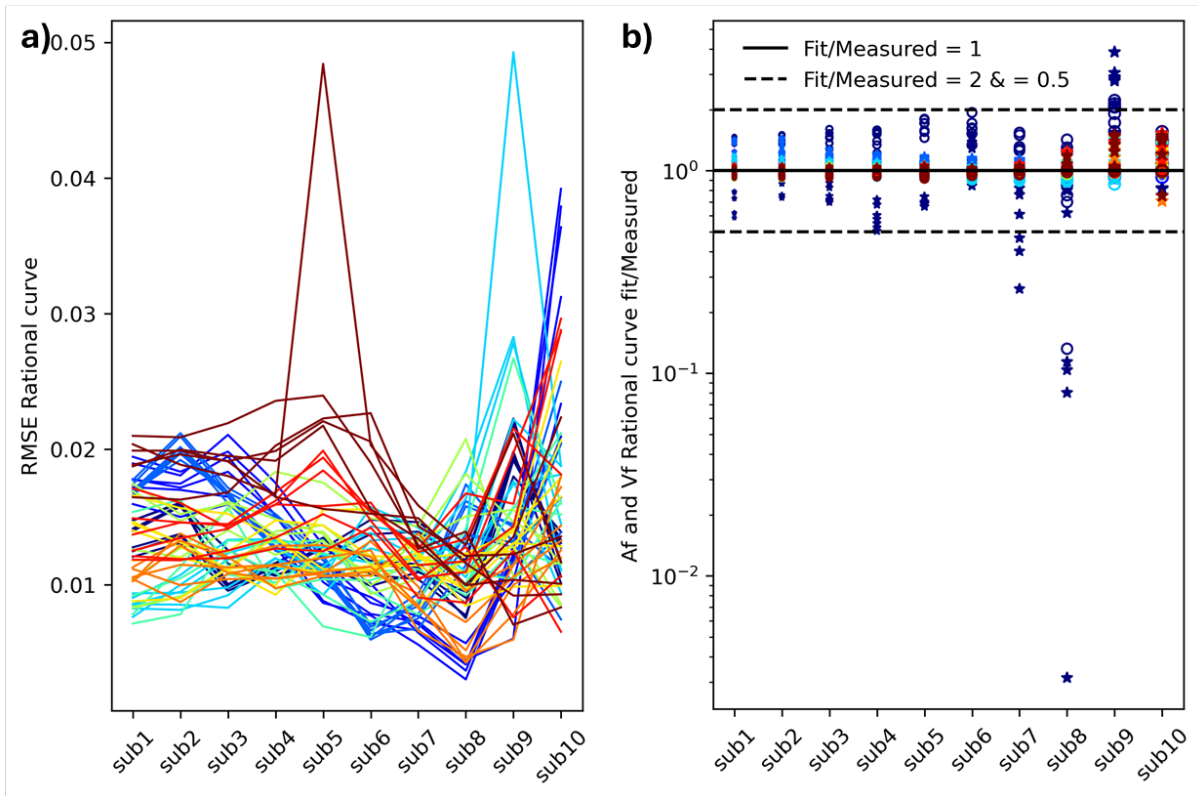 a)
0.05
0.04
0.03
0.02
0.01
RMSE Rational curve
sub1
sub2
sub3
sub4
sub5
sub6
sub7
sub8
sub9
sub10
b)
Fit/Measured = 1
Fit/Measured = 2 & = 0.5
10⁰
10⁻¹
10⁻²
Af and Vf Rational curve fit/Measured
sub1
sub2
sub3
sub4
sub5
sub6
sub7
sub8
sub9
sub10